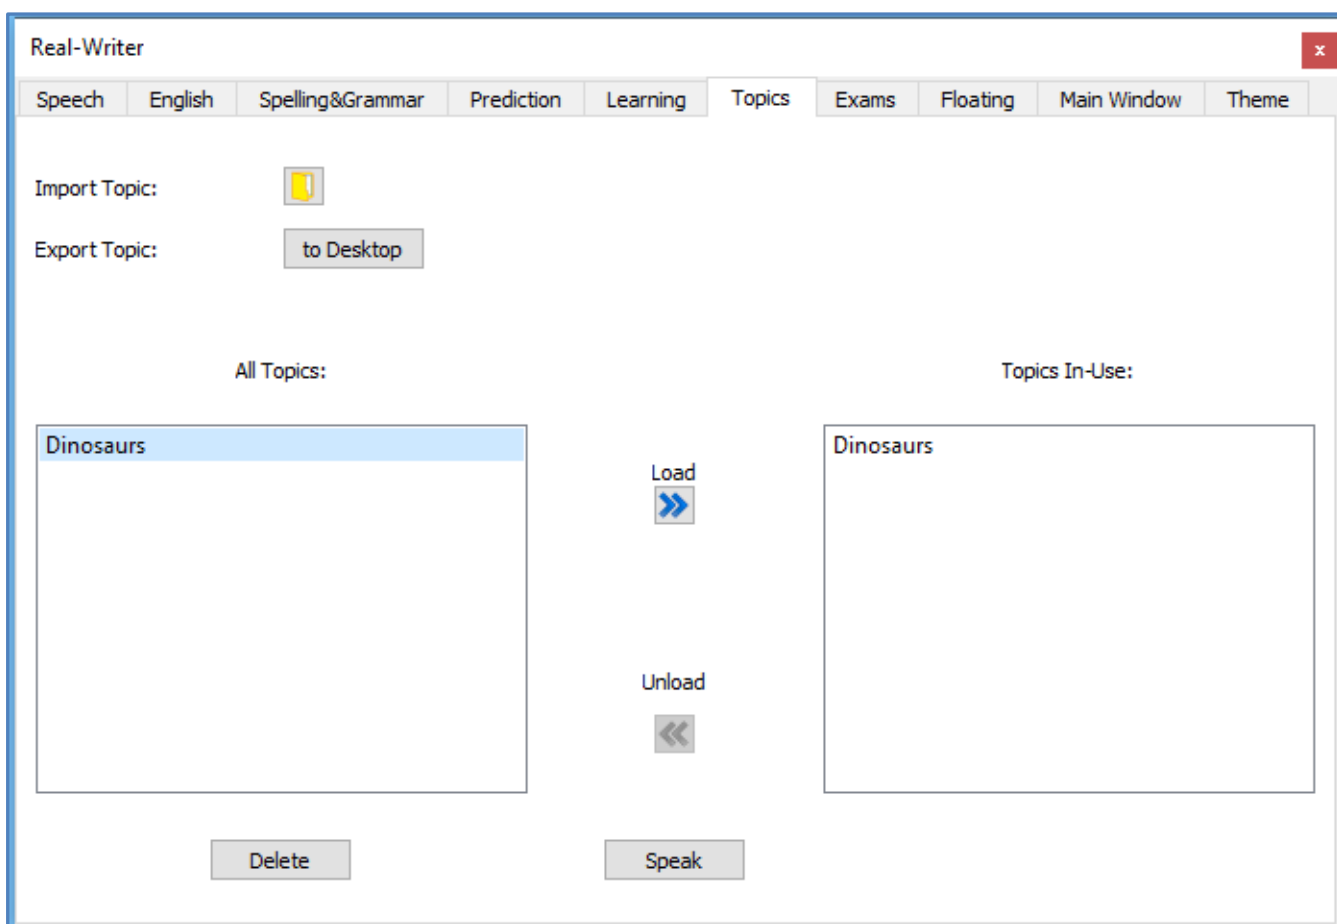 Real-Writer
x
Speech English Spelling&Grammar Prediction Learning Topics Exams Floating Main Window Theme
Import Topic:
Export Topic: to Desktop
All Topics: Topics In-Use:
Dinosaurs Dinosaurs
Load
Unload
Delete Speak